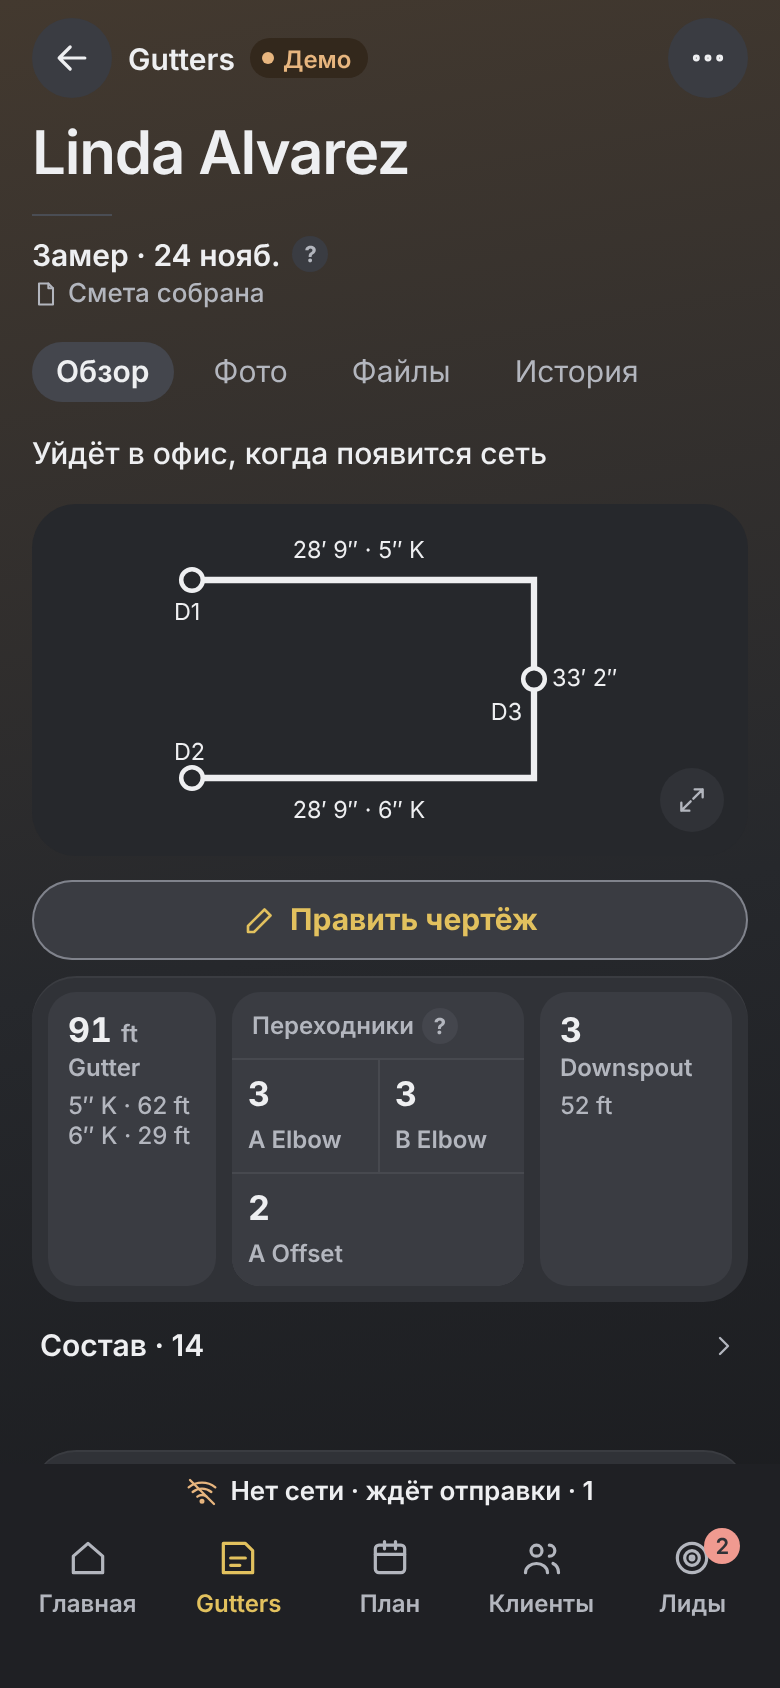 Gutters
Демо
Linda Alvarez
Замер · 24 нояб. ?
Смета собрана
Обзор Фото Файлы История
Уйдёт в офис, когда появится сеть
28′ 9″ · 5″ K
D1
33′ 2″
D3
D2
28′ 9″ · 6″ K
Править чертёж
91 ft
Gutter
5″ K · 62 ft
6″ K · 29 ft
Переходники ?
3
A Elbow
3
B Elbow
2
A Offset
3
Downspout
52 ft
Состав · 14
Нет сети · ждёт отправки · 1
2
Главная Gutters План Клиенты Лиды